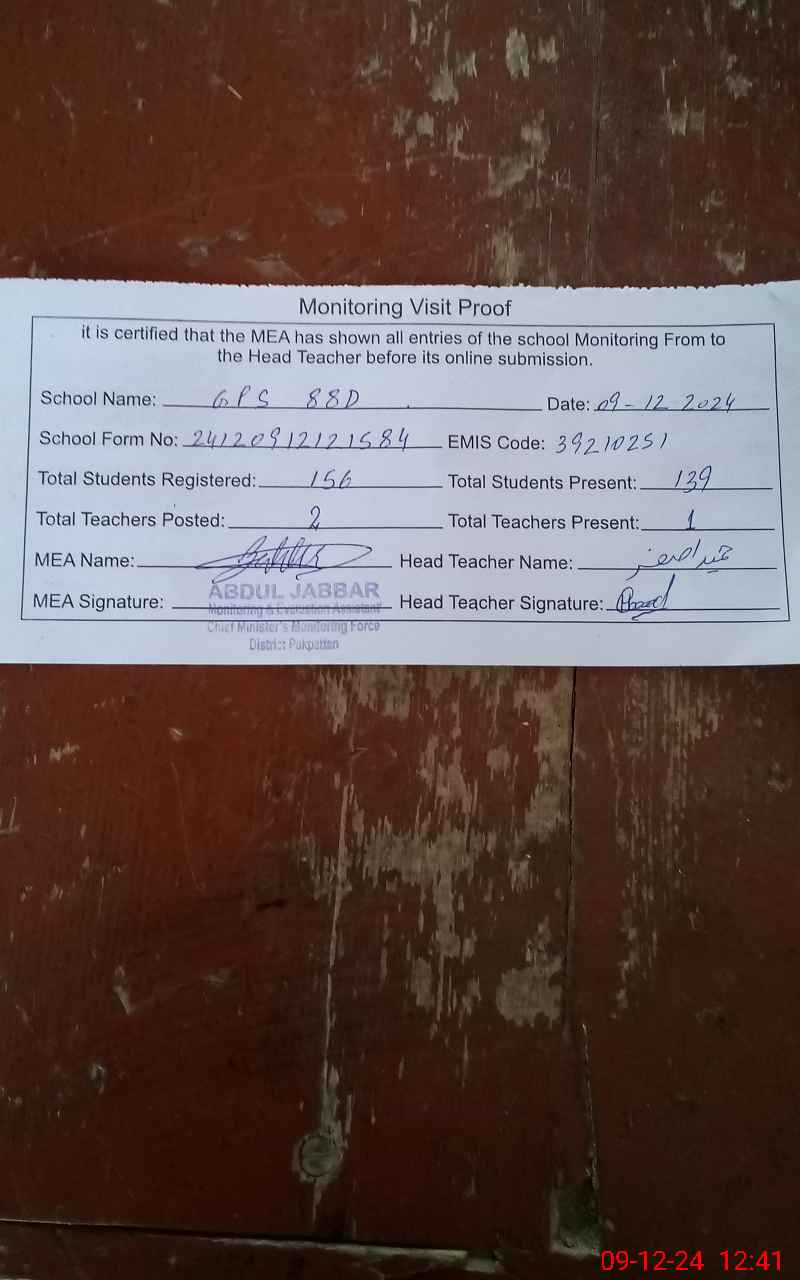 Monitoring Visit Proof
it is certified that the MEA has shown all entries of the school Monitoring From to
the Head Teacher before its online submission.
School Name: GPS 88D Date: 09-12-2024
School Form No: 24120912121584 EMIS Code: 39210251
Total Students Registered: 156 Total Students Present: 139
Total Teachers Posted: 2 Total Teachers Present: 1
MEA Name: Head Teacher Name:
ABDUL JABBAR
MEA Signature: Head Teacher Signature:
Monitoring & Evaluation Assistant
Chief Minister's Monitoring Force
District Pakpattan
09-12-24 12:41